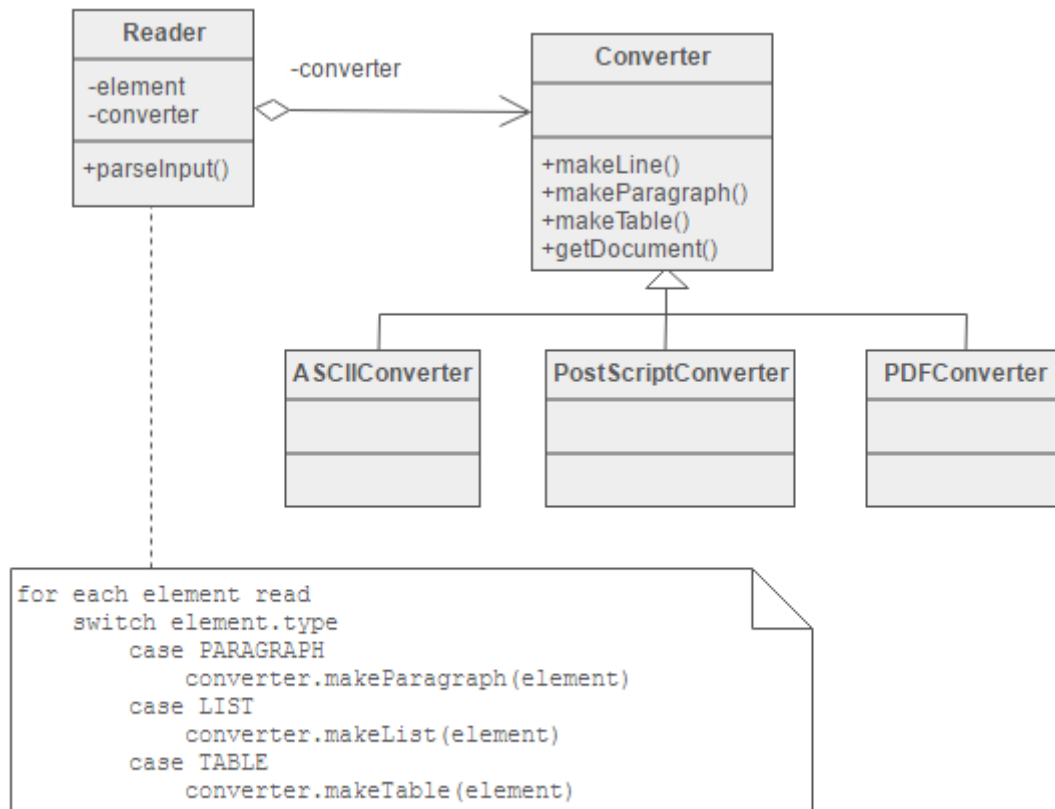 Reader
-element
-converter
+parseInput()
-converter
Converter
+makeLine()
+makeParagraph()
+makeTable()
+getDocument()
ASCIIConverter
PostScriptConverter
PDFConverter
for each element read
    switch element.type
        case PARAGRAPH
            converter.makeParagraph(element)
        case LIST
            converter.makeList(element)
        case TABLE
            converter.makeTable(element)